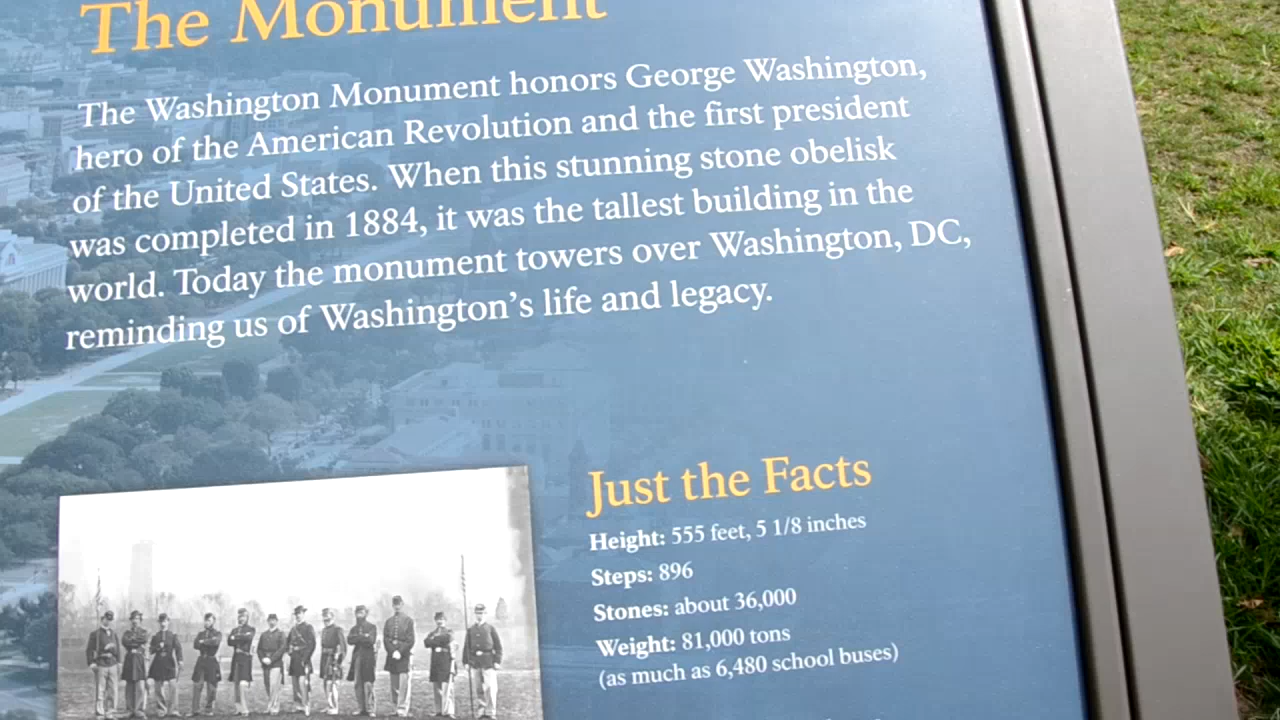 The Monument
The Washington Monument honors George Washington,
hero of the American Revolution and the first president
of the United States. When this stunning stone obelisk
was completed in 1884, it was the tallest building in the
world. Today the monument towers over Washington, DC,
reminding us of Washington's life and legacy.
Just the Facts
Height: 555 feet, 5 1/8 inches
Steps: 896
Stones: about 36,000
Weight: 81,000 tons
(as much as 6,480 school buses)